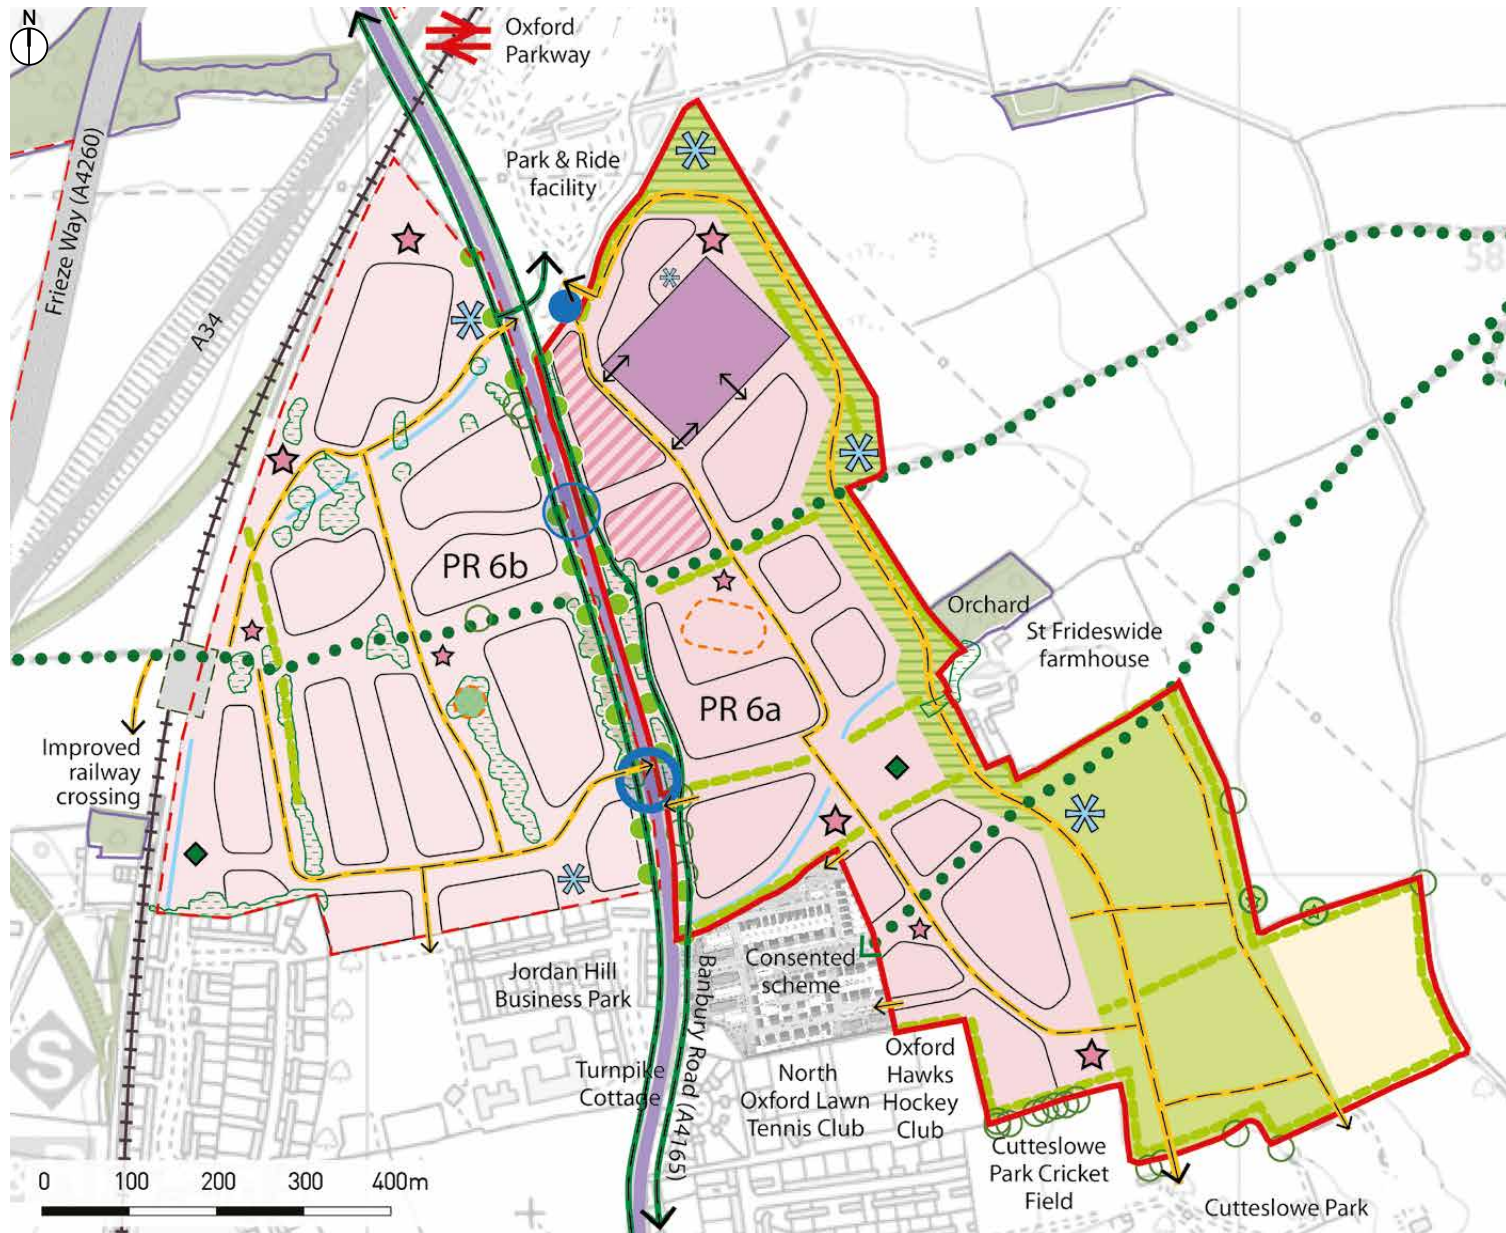 N
Oxford
Parkway
Frieze Way (A4260)
A34
Park & Ride
facility
58
PR 6b
Orchard
St Frideswide
farmhouse
PR 6a
Improved
railway
crossing
Jordan Hill
Business Park
Consented
scheme
Banbury Road (A4165)
Turnpike
Cottage
North
Oxford Lawn
Tennis Club
Oxford
Hawks
Hockey
Club
Cutteslowe
Park Cricket
Field
Cutteslowe Park
S
0 100 200 300 400m